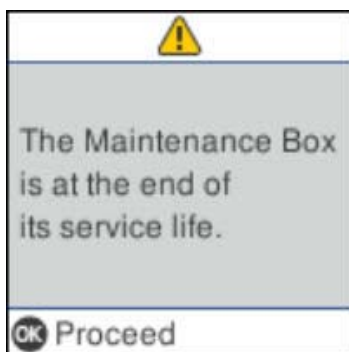 The Maintenance Box
is at the end of
its service life.
OK Proceed